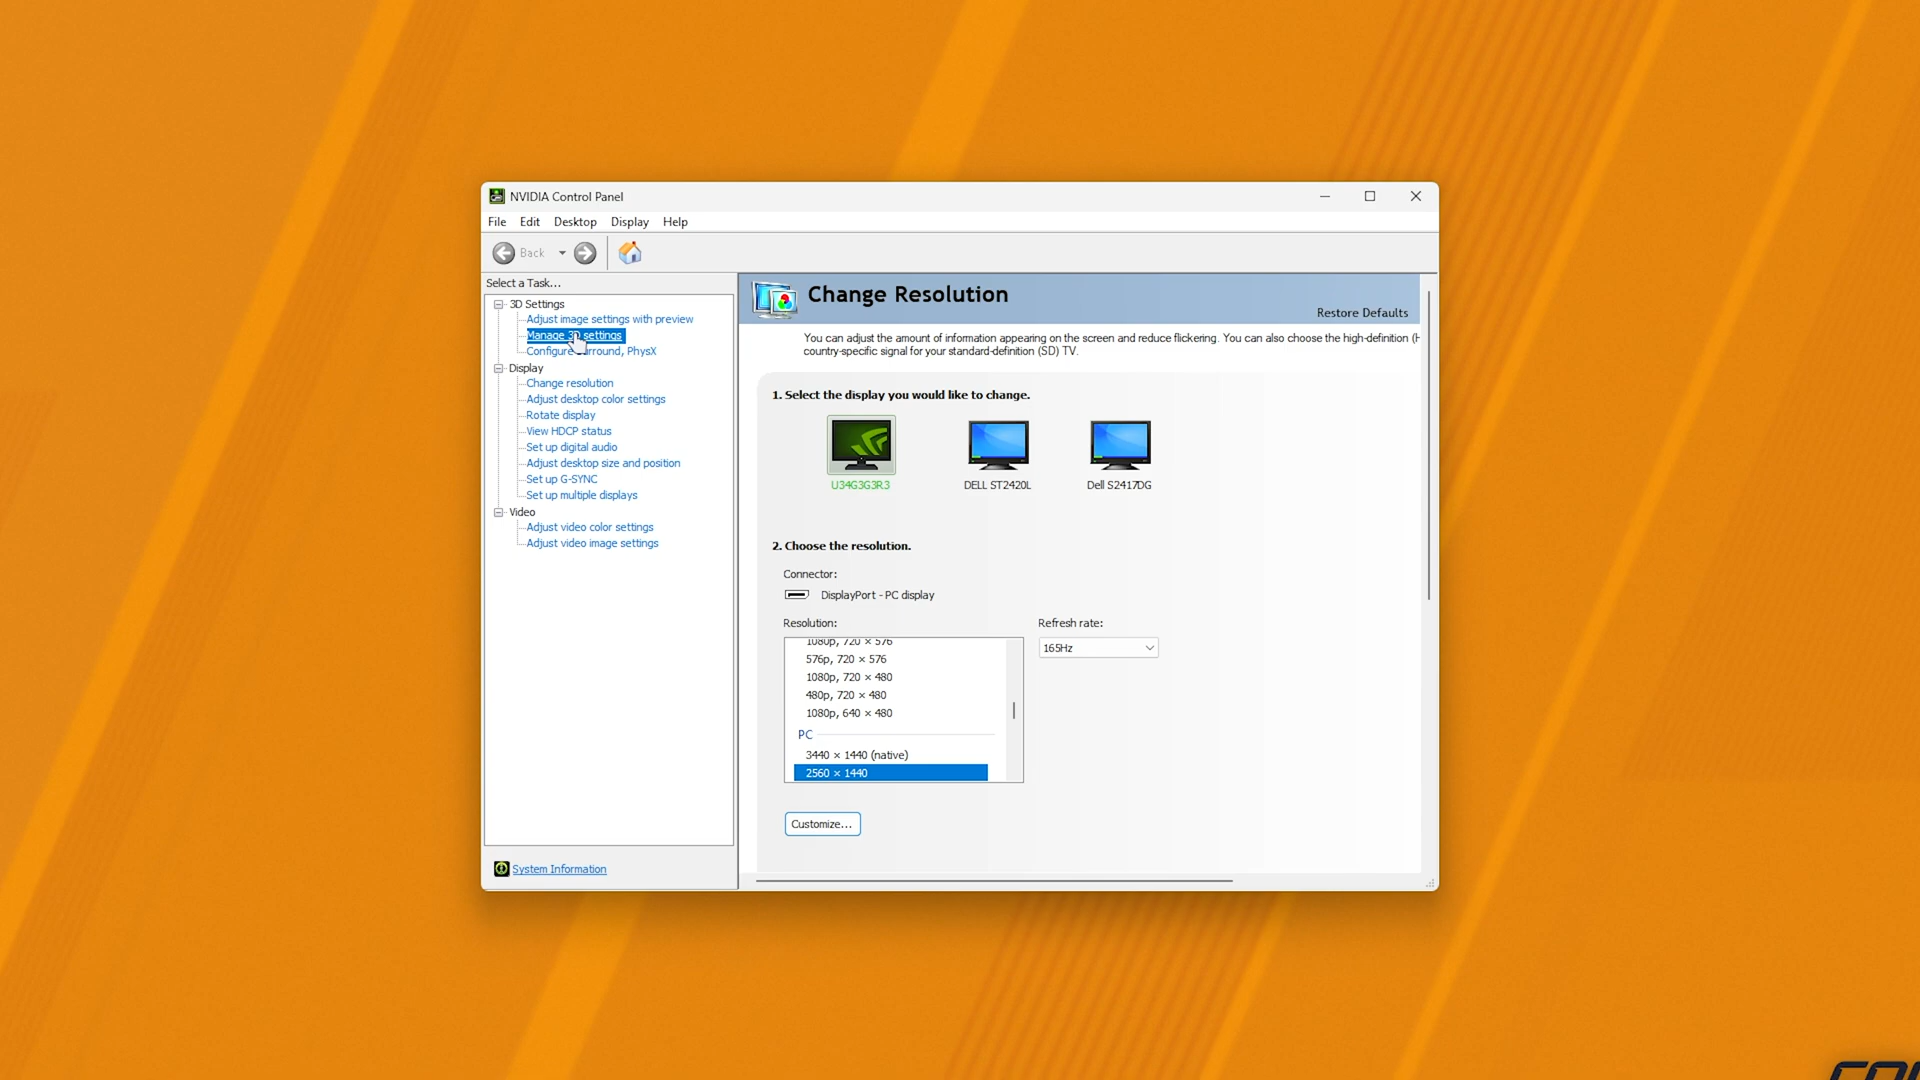 NVIDIA Control Panel
File Edit Desktop Display Help
Back
Select a Task...
3D Settings
Adjust image settings with preview
Manage 3D settings
Configure Surround, PhysX
Display
Change resolution
Adjust desktop color settings
Rotate display
View HDCP status
Set up digital audio
Adjust desktop size and position
Set up G-SYNC
Set up multiple displays
Video
Adjust video color settings
Adjust video image settings
System Information
Change Resolution
Restore Defaults
You can adjust the amount of information appearing on the screen and reduce flickering. You can also choose the high-definition (H
country-specific signal for your standard-definition (SD) TV.
1. Select the display you would like to change.
U34G3G3R3 DELL ST2420L Dell S2417DG
2. Choose the resolution.
Connector:
DisplayPort - PC display
Resolution:
Refresh rate:
165Hz
1080p, 720 × 576
576p, 720 × 576
1080p, 720 × 480
480p, 720 × 480
1080p, 640 × 480
PC
3440 × 1440 (native)
2560 × 1440
Customize...